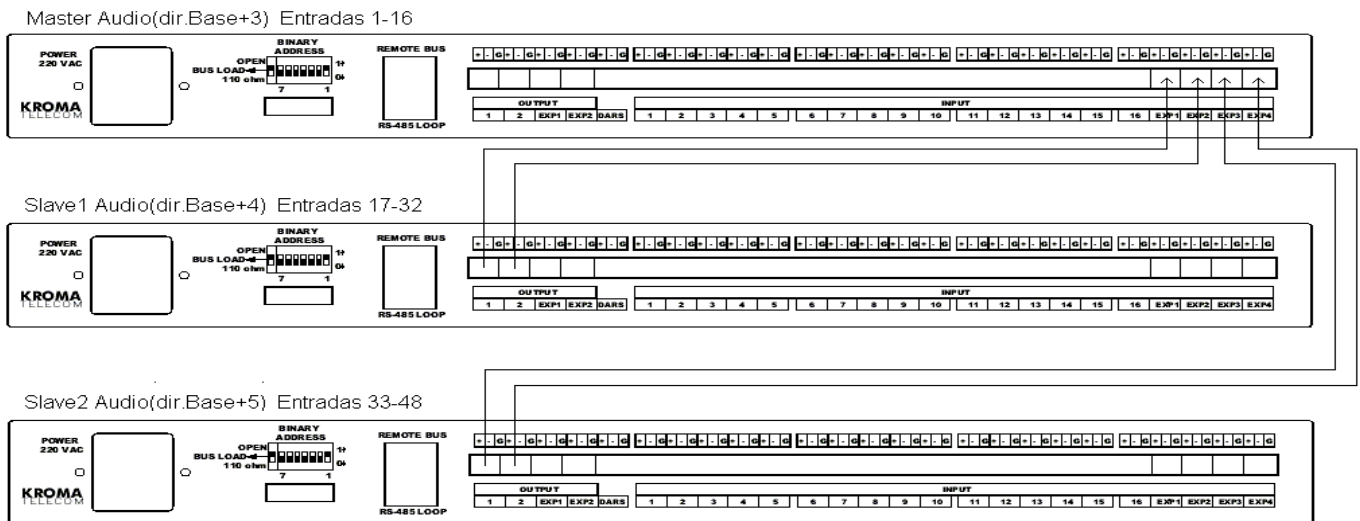 Master Audio(dir.Base+3) Entradas 1-16
POWER
220 VAC
KROMA
TELECOM
BINARY
ADDRESS
OPEN
BUS LOAD
110 ohm
1
0
7 1
REMOTE BUS
RS-485 LOOP
+ - G + - G + - G + - G + - G + - G + - G + - G + - G + - G + - G + - G + - G + - G + - G + - G + - G + - G + - G + - G + - G + - G + - G + - G + - G
OUTPUT INPUT
1 2 EXP1 EXP2 DARS 1 2 3 4 5 6 7 8 9 10 11 12 13 14 15 16 EXP1 EXP2 EXP3 EXP4
Slave1 Audio(dir.Base+4) Entradas 17-32
POWER
220 VAC
KROMA
TELECOM
BINARY
ADDRESS
OPEN
BUS LOAD
110 ohm
1
0
7 1
REMOTE BUS
RS-485 LOOP
+ - G + - G + - G + - G + - G + - G + - G + - G + - G + - G + - G + - G + - G + - G + - G + - G + - G + - G + - G + - G + - G + - G + - G + - G + - G
OUTPUT INPUT
1 2 EXP1 EXP2 DARS 1 2 3 4 5 6 7 8 9 10 11 12 13 14 15 16 EXP1 EXP2 EXP3 EXP4
Slave2 Audio(dir.Base+5) Entradas 33-48
POWER
220 VAC
KROMA
TELECOM
BINARY
ADDRESS
OPEN
BUS LOAD
110 ohm
1
0
7 1
REMOTE BUS
RS-485 LOOP
+ - G + - G + - G + - G + - G + - G + - G + - G + - G + - G + - G + - G + - G + - G + - G + - G + - G + - G + - G + - G + - G + - G + - G + - G + - G
OUTPUT INPUT
1 2 EXP1 EXP2 DARS 1 2 3 4 5 6 7 8 9 10 11 12 13 14 15 16 EXP1 EXP2 EXP3 EXP4